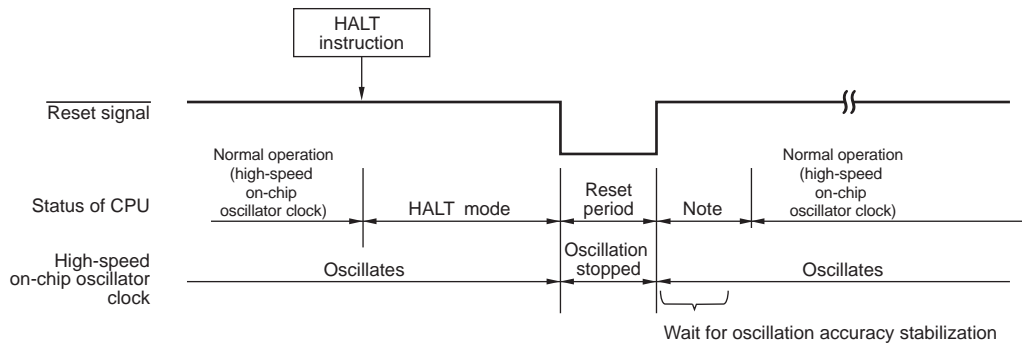 HALT
instruction
Reset signal
Normal operation
(high-speed
on-chip
oscillator clock)
Normal operation
(high-speed
on-chip
oscillator clock)
Status of CPU
HALT mode
Reset
period
Note
High-speed
on-chip oscillator
clock
Oscillates
Oscillation
stopped
Oscillates
Wait for oscillation accuracy stabilization